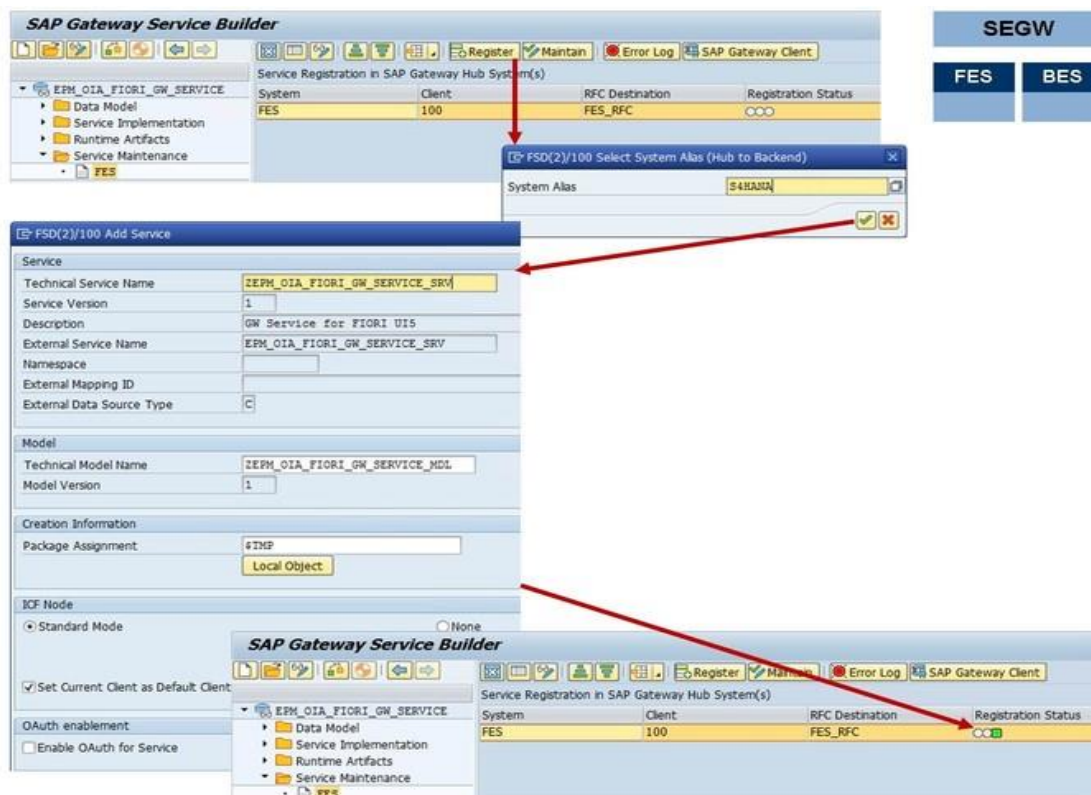 SAP Gateway Service Builder
SEGW
FES BES
Register Maintain Error Log SAP Gateway Client
Service Registration in SAP Gateway Hub System(s)
EPM_OIA_FIORI_GW_SERVICE
Data Model
Service Implementation
Runtime Artifacts
Service Maintenance
FES
System Client RFC Destination Registration Status
FES 100 FES_RFC
FSD(2)/100 Select System Alias (Hub to Backend)
System Alias S4HANA
FSD(2)/100 Add Service
Service
Technical Service Name ZEPM_OIA_FIORI_GW_SERVICE_SRV
Service Version 1
Description GW Service for FIORI UI5
External Service Name EPM_OIA_FIORI_GW_SERVICE_SRV
Namespace
External Mapping ID
External Data Source Type C
Model
Technical Model Name ZEPM_OIA_FIORI_GW_SERVICE_MDL
Model Version 1
Creation Information
Package Assignment $TMP
Local Object
ICF Node
Standard Mode None
Set Current Client as Default Client
OAuth enablement
Enable OAuth for Service
SAP Gateway Service Builder
Register Maintain Error Log SAP Gateway Client
Service Registration in SAP Gateway Hub System(s)
EPM_OIA_FIORI_GW_SERVICE
Data Model
Service Implementation
Runtime Artifacts
Service Maintenance
FES
System Client RFC Destination Registration Status
FES 100 FES_RFC